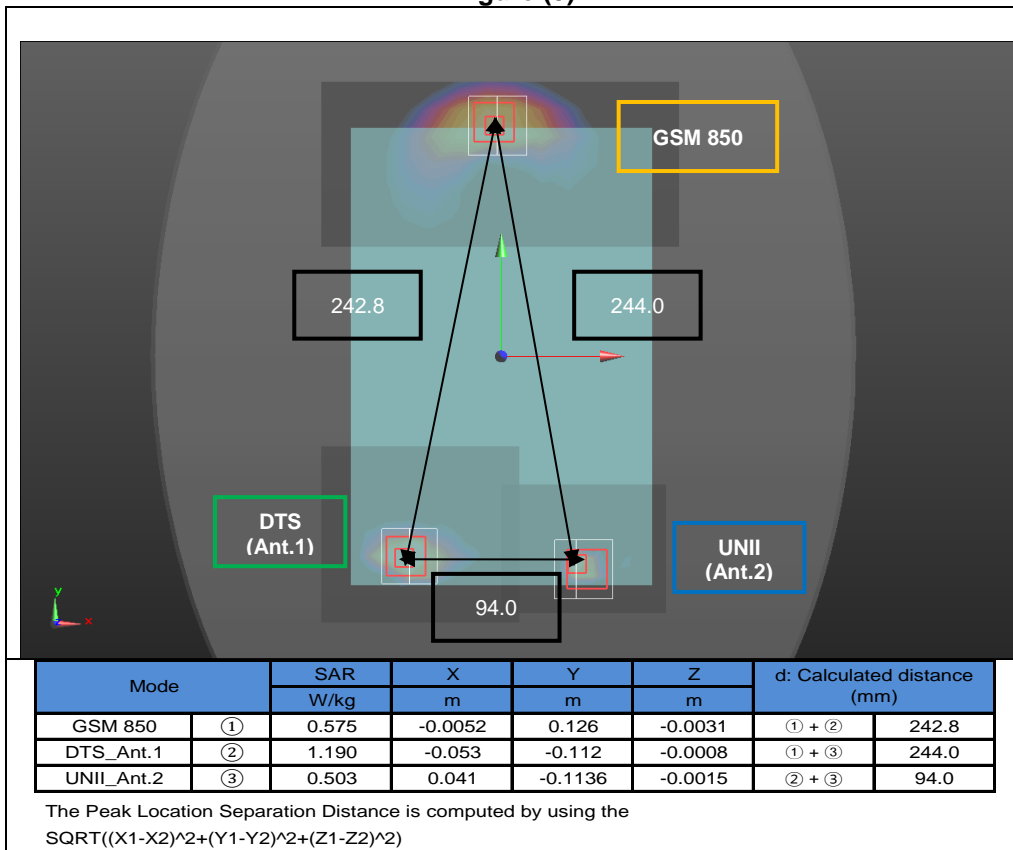 GSM 850
242.8
244.0
DTS
(Ant.1)
UNII
(Ant.2)
94.0
y
x
Mode SAR X Y Z d: Calculated distance
(mm)
W/kg m m m
GSM 850 ① 0.575 -0.0052 0.126 -0.0031 ① + ② 242.8
DTS_Ant.1 ② 1.190 -0.053 -0.112 -0.0008 ① + ③ 244.0
UNII_Ant.2 ③ 0.503 0.041 -0.1136 -0.0015 ② + ③ 94.0
The Peak Location Separation Distance is computed by using the
SQRT((X1-X2)^2+(Y1-Y2)^2+(Z1-Z2)^2)